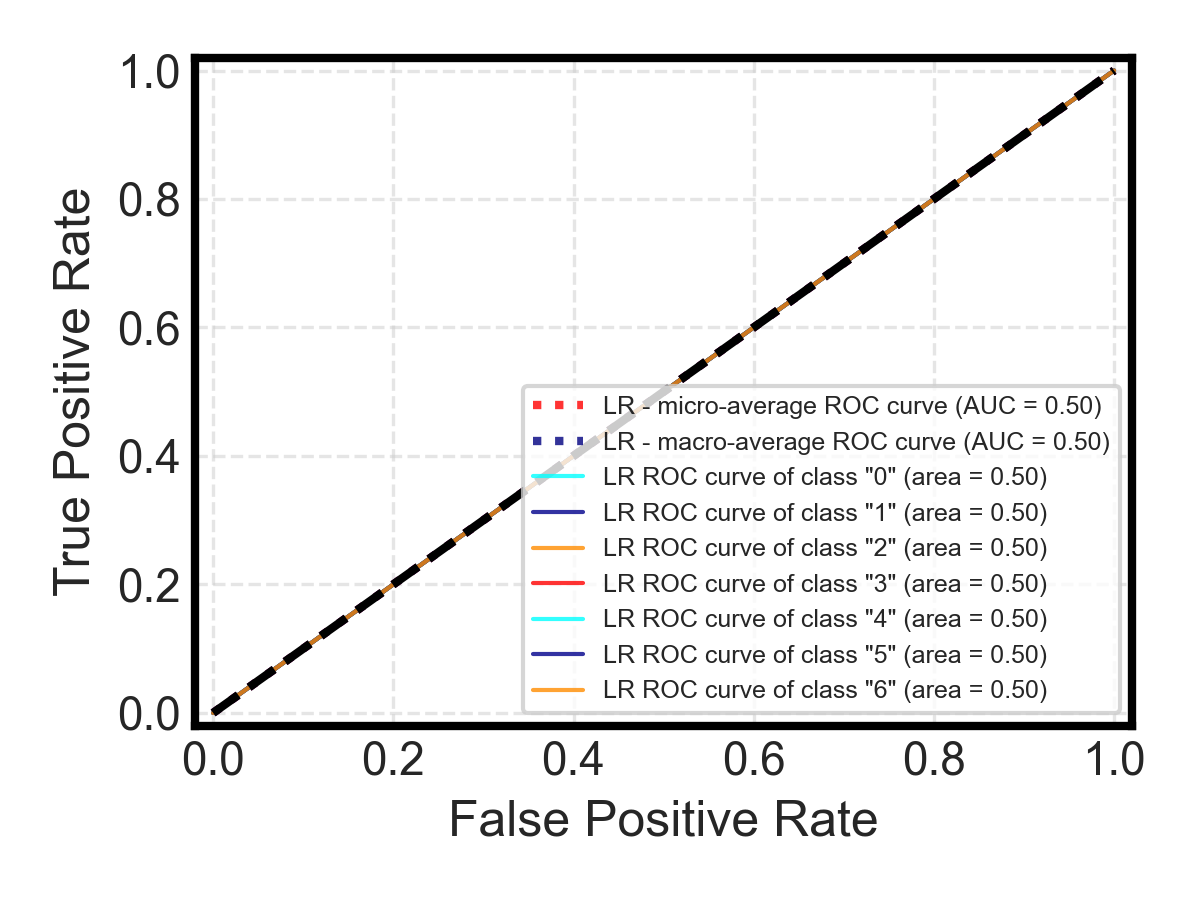 1.0
0.8
0.6
0.4
0.2
0.0
True Positive Rate
LR - micro-average ROC curve (AUC = 0.50)
LR - macro-average ROC curve (AUC = 0.50)
LR ROC curve of class "0" (area = 0.50)
LR ROC curve of class "1" (area = 0.50)
LR ROC curve of class "2" (area = 0.50)
LR ROC curve of class "3" (area = 0.50)
LR ROC curve of class "4" (area = 0.50)
LR ROC curve of class "5" (area = 0.50)
LR ROC curve of class "6" (area = 0.50)
0.0 0.2 0.4 0.6 0.8 1.0
False Positive Rate